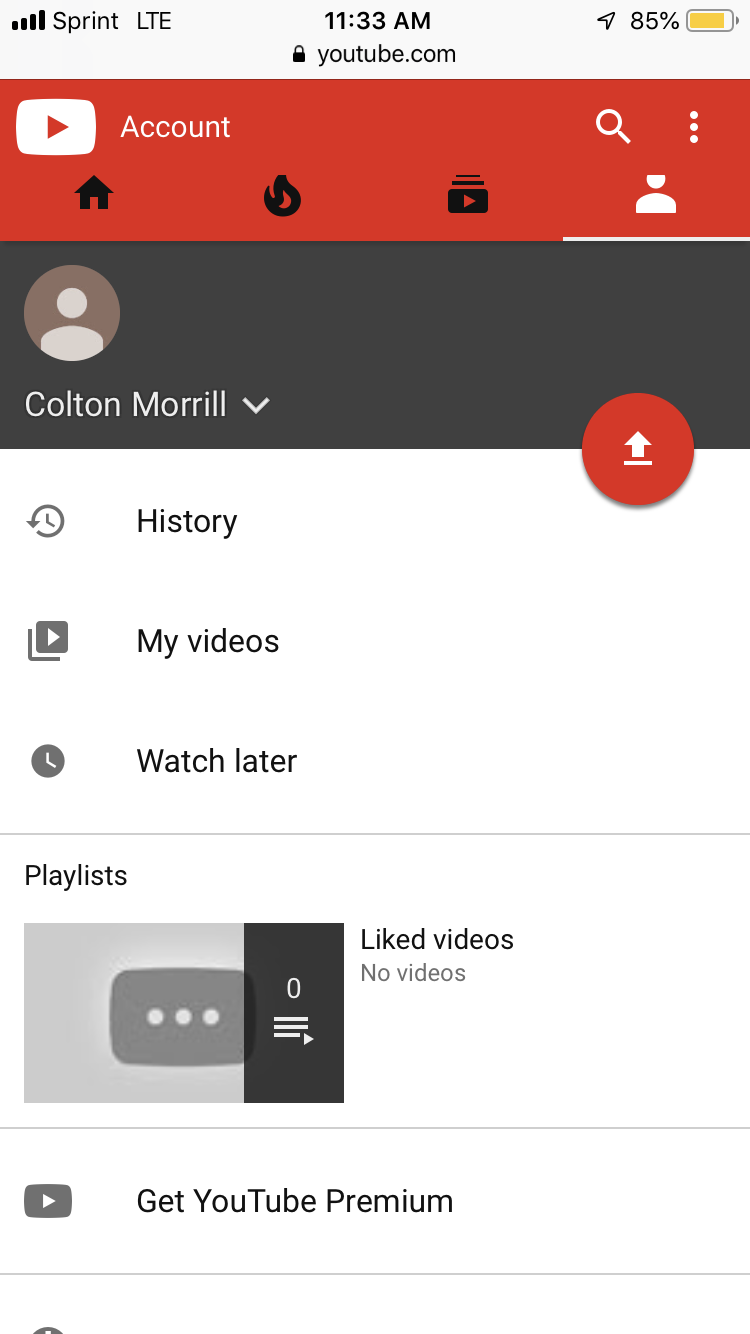 Sprint LTE 11:33 AM 85%
youtube.com
Account
Colton Morrill
History
My videos
Watch later
Playlists
Liked videos
No videos
0
Get YouTube Premium